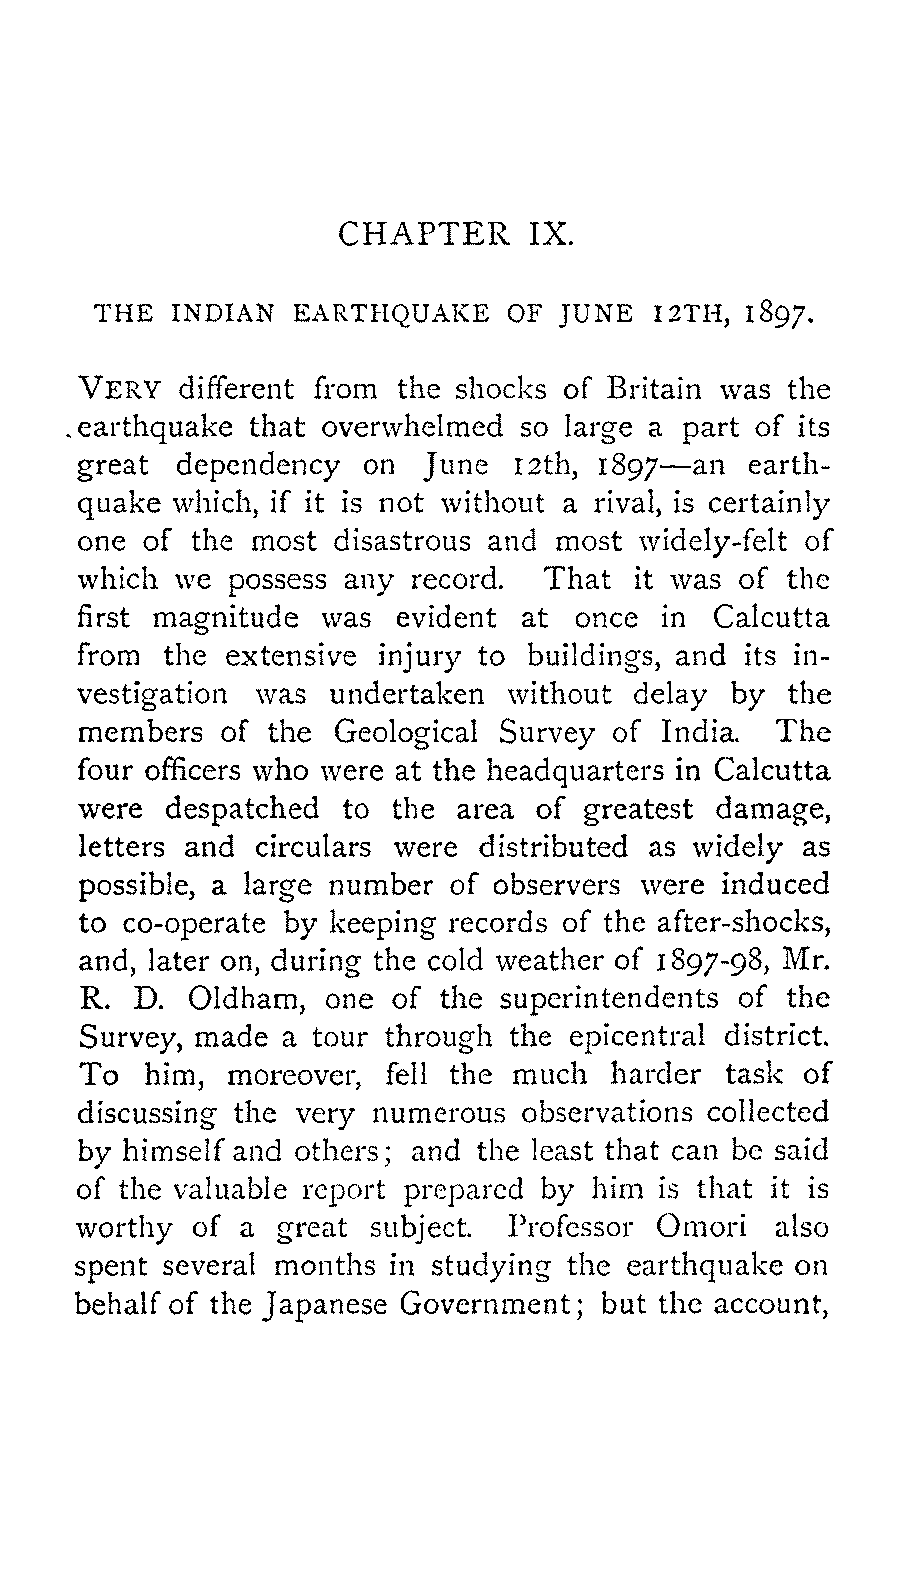 CHAPTER IX.
THE INDIAN EARTHQUAKE OF JUNE 12TH, 1897.
VERY different from the shocks of Britain was the
earthquake that overwhelmed so large a part of its
great dependency on June 12th, 1897—an earth-
quake which, if it is not without a rival, is certainly
one of the most disastrous and most widely-felt of
which we possess any record. That it was of the
first magnitude was evident at once in Calcutta
from the extensive injury to buildings, and its in-
vestigation was undertaken without delay by the
members of the Geological Survey of India. The
four officers who were at the headquarters in Calcutta
were despatched to the area of greatest damage,
letters and circulars were distributed as widely as
possible, a large number of observers were induced
to co-operate by keeping records of the after-shocks,
and, later on, during the cold weather of 1897-98, Mr.
R. D. Oldham, one of the superintendents of the
Survey, made a tour through the epicentral district.
To him, moreover, fell the much harder task of
discussing the very numerous observations collected
by himself and others; and the least that can be said
of the valuable report prepared by him is that it is
worthy of a great subject. Professor Omori also
spent several months in studying the earthquake on
behalf of the Japanese Government; but the account,